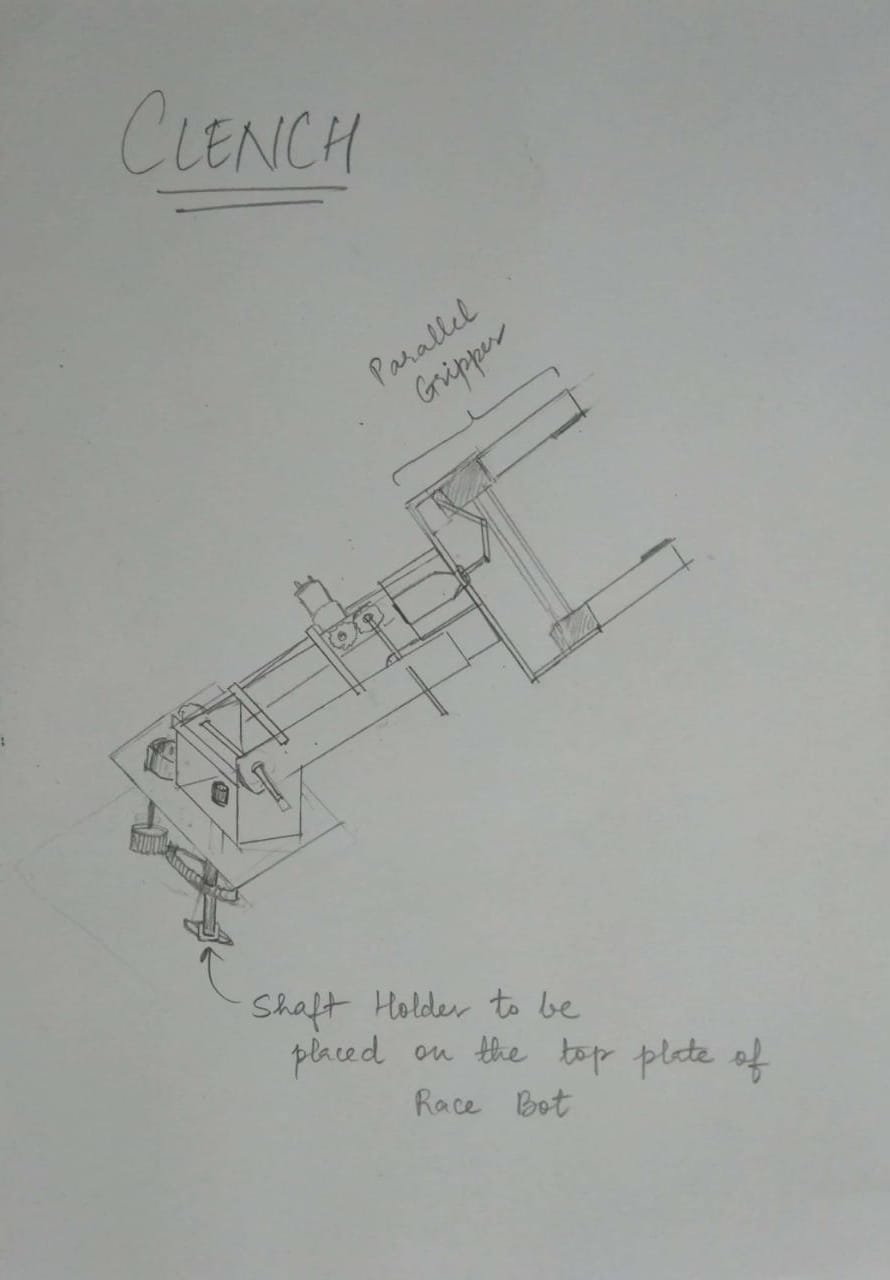 CLENCH
Parallel
Gripper
Shaft Holder to be
placed on the top plate of
Race Bot